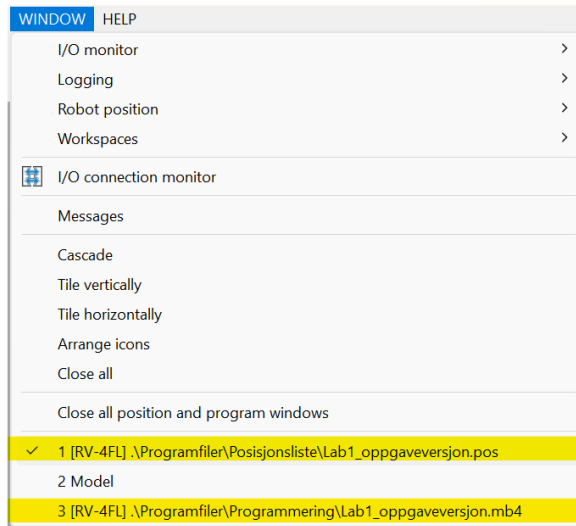 WINDOW HELP
I/O monitor
Logging
Robot position
Workspaces
I/O connection monitor
Messages
Cascade
Tile vertically
Tile horizontally
Arrange icons
Close all
Close all position and program windows
1 [RV-4FL] .\Programfiler\Posisjonsliste\Lab1_oppgaveversjon.pos
2 Model
3 [RV-4FL] .\Programfiler\Programmering\Lab1_oppgaveversjon.mb4